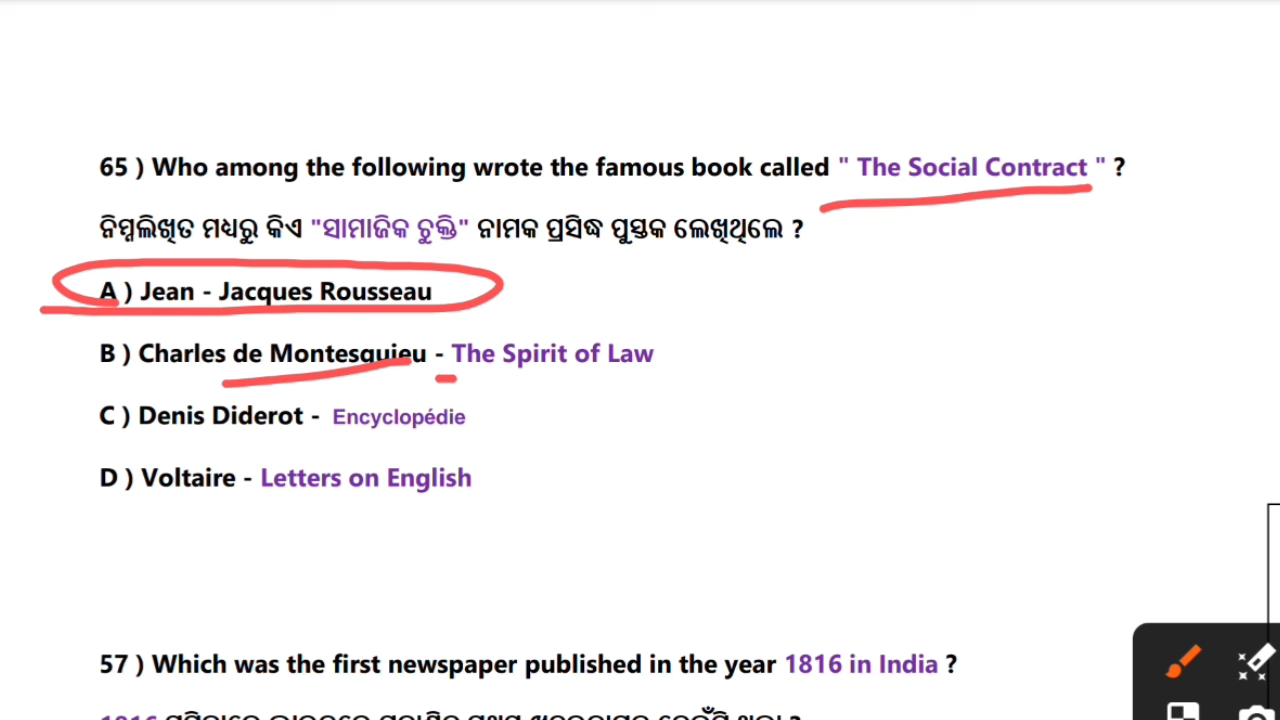 65 ) Who among the following wrote the famous book called " The Social Contract " ?
ନିମ୍ନଲିଖିତ ମଧ୍ୟରୁ କିଏ "ସାମାଜିକ ଚୁକ୍ତି" ନାମକ ପ୍ରସିଦ୍ଧ ପୁସ୍ତକ ଲେଖିଥିଲେ ?
A ) Jean - Jacques Rousseau
B ) Charles de Montesquieu - The Spirit of Law
C ) Denis Diderot - Encyclopédie
D ) Voltaire - Letters on English
57 ) Which was the first newspaper published in the year 1816 in India ?
1816